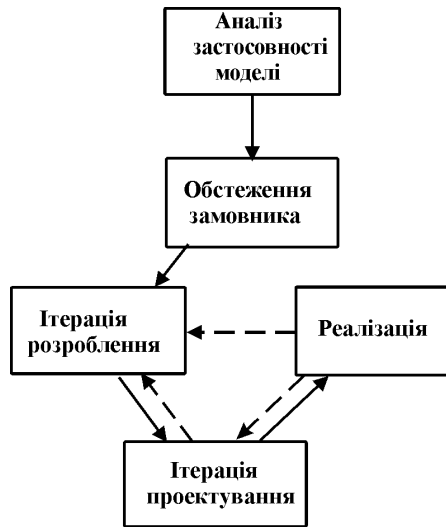 Аналіз
застосовності
моделі
Обстеження
замовника
Ітерація
розроблення
Реалізація
Ітерація
проектування